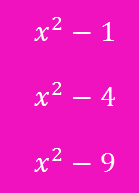 x² − 1
x² − 4
x² − 9